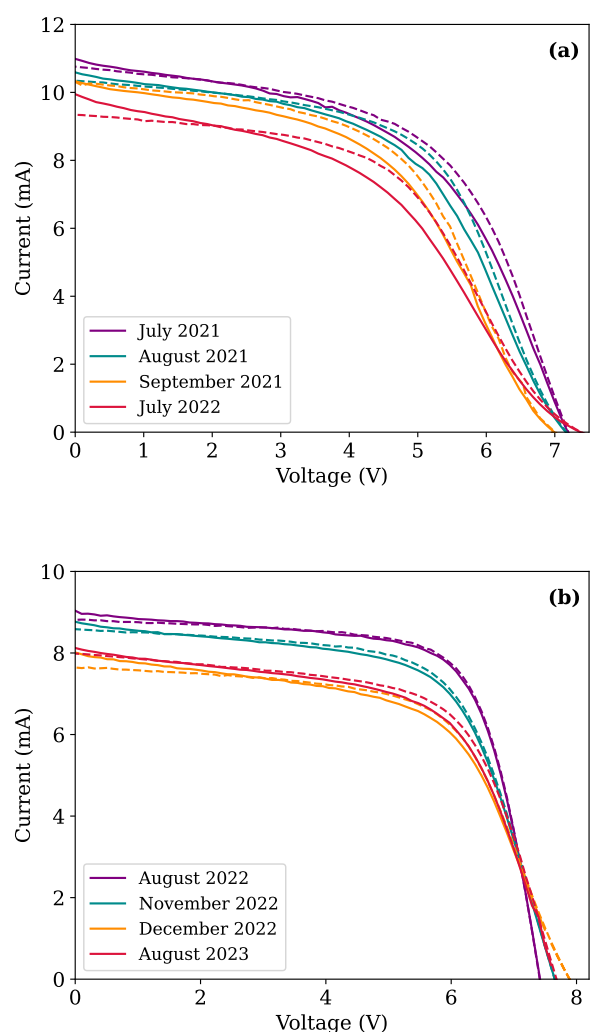 12
(a)
10
8
6
4
2
0
Current (mA)
July 2021
August 2021
September 2021
July 2022
0 1 2 3 4 5 6 7
Voltage (V)
10
(b)
8
6
4
2
0
Current (mA)
August 2022
November 2022
December 2022
August 2023
0 2 4 6 8
Voltage (V)